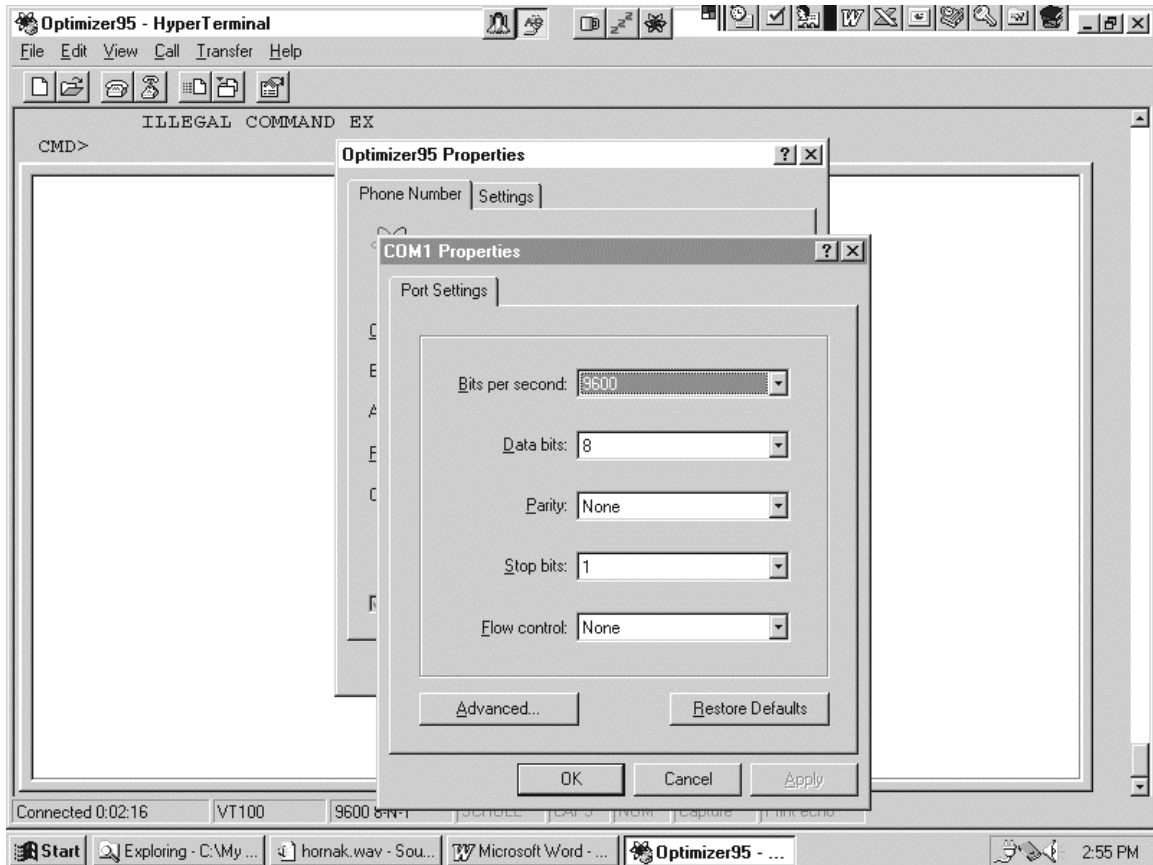 Optimizer95 - HyperTerminal
File Edit View Call Transfer Help
ILLEGAL COMMAND EX
CMD>
Optimizer95 Properties
Phone Number Settings
COM1 Properties
Port Settings
Bits per second: 9600
Data bits: 8
Parity: None
Stop bits: 1
Flow control: None
Advanced... Restore Defaults
OK Cancel Apply
Connected 0:02:16 VT100 9600 8-N-1
Start Exploring - C:\My ... hornak.wav - Sou... Microsoft Word - ... Optimizer95 - ... 2:55 PM